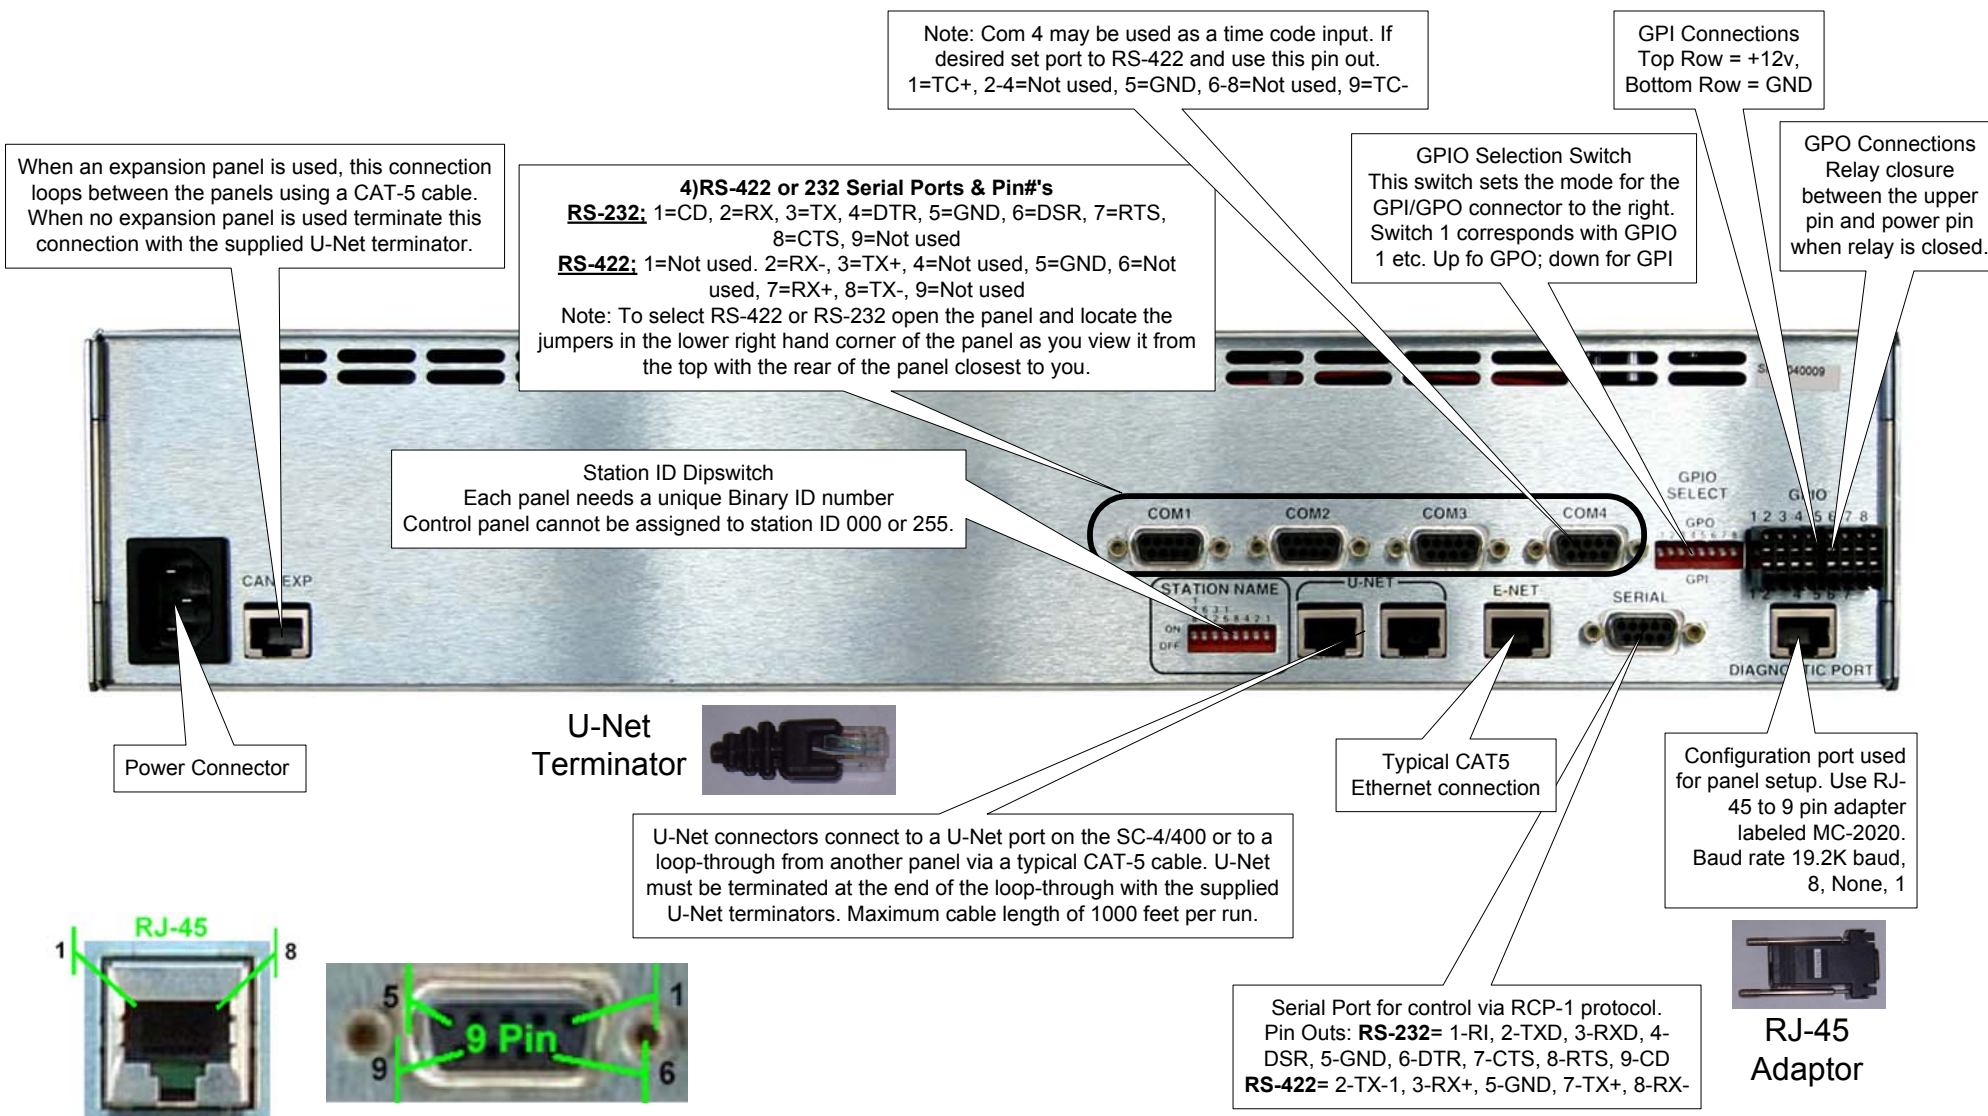 Note: Com 4 may be used as a time code input. If
desired set port to RS-422 and use this pin out.
1=TC+, 2-4=Not used, 5=GND, 6-8=Not used, 9=TC-
GPI Connections
Top Row = +12v,
Bottom Row = GND
When an expansion panel is used, this connection
loops between the panels using a CAT-5 cable.
When no expansion panel is used terminate this
connection with the supplied U-Net terminator.
4)RS-422 or 232 Serial Ports & Pin#'s
RS-232; 1=CD, 2=RX, 3=TX, 4=DTR, 5=GND, 6=DSR, 7=RTS,
8=CTS, 9=Not used
RS-422; 1=Not used. 2=RX-, 3=TX+, 4=Not used, 5=GND, 6=Not
used, 7=RX+, 8=TX-, 9=Not used
Note: To select RS-422 or RS-232 open the panel and locate the
jumpers in the lower right hand corner of the panel as you view it from
the top with the rear of the panel closest to you.
GPIO Selection Switch
This switch sets the mode for the
GPI/GPO connector to the right.
Switch 1 corresponds with GPIO
1 etc. Up fo GPO; down for GPI
GPO Connections
Relay closure
between the upper
pin and power pin
when relay is closed.
040009
Station ID Dipswitch
Each panel needs a unique Binary ID number
Control panel cannot be assigned to station ID 000 or 255.
COM1
COM2
COM3
COM4
GPIO
SELECT
GPO
GPI
GPIO
1 2 3 4 5 6 7 8
1 2 4 5 6 7
CAN EXP
STATION NAME
ON
OFF
U-NET
E-NET
SERIAL
DIAGNOSTIC PORT
Power Connector
U-Net
Terminator
Typical CAT5
Ethernet connection
Configuration port used
for panel setup. Use RJ-
45 to 9 pin adapter
labeled MC-2020.
Baud rate 19.2K baud,
8, None, 1
U-Net connectors connect to a U-Net port on the SC-4/400 or to a
loop-through from another panel via a typical CAT-5 cable. U-Net
must be terminated at the end of the loop-through with the supplied
U-Net terminators. Maximum cable length of 1000 feet per run.
RJ-45
1
8
5
1
9 Pin
9
6
Serial Port for control via RCP-1 protocol.
Pin Outs: RS-232= 1-RI, 2-TXD, 3-RXD, 4-
DSR, 5-GND, 6-DTR, 7-CTS, 8-RTS, 9-CD
RS-422= 2-TX-1, 3-RX+, 5-GND, 7-TX+, 8-RX-
RJ-45
Adaptor